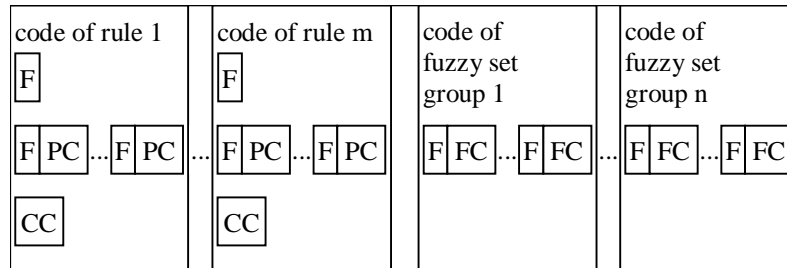 code of rule 1
F
F PC ... F PC
CC
...
code of rule m
F
F PC ... F PC
CC
code of
fuzzy set
group 1
F FC ... F FC
...
code of
fuzzy set
group n
F FC ... F FC